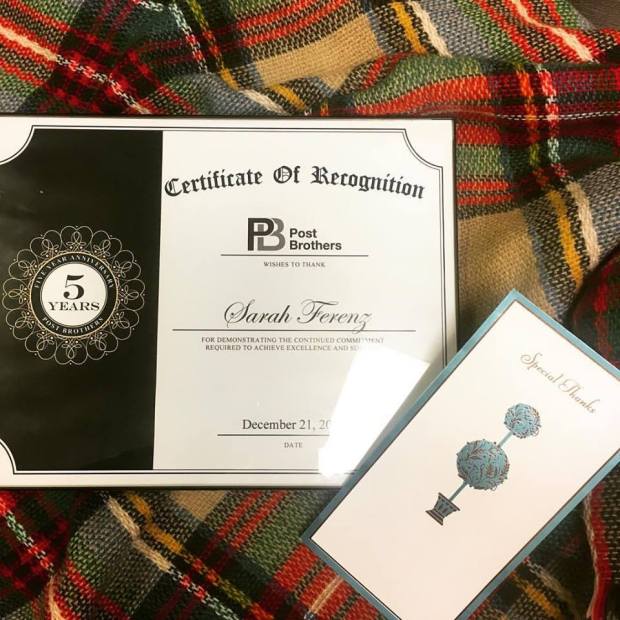 Certificate Of Recognition
PB Post
Brothers
WISHES TO THANK
Sarah Ferenz
FOR DEMONSTRATING THE CONTINUED COMMITMENT
REQUIRED TO ACHIEVE EXCELLENCE AND
December 21,
DATE
FIVE YEAR ANNIVERSARY
5
YEARS
POST BROTHERS
Special Thanks